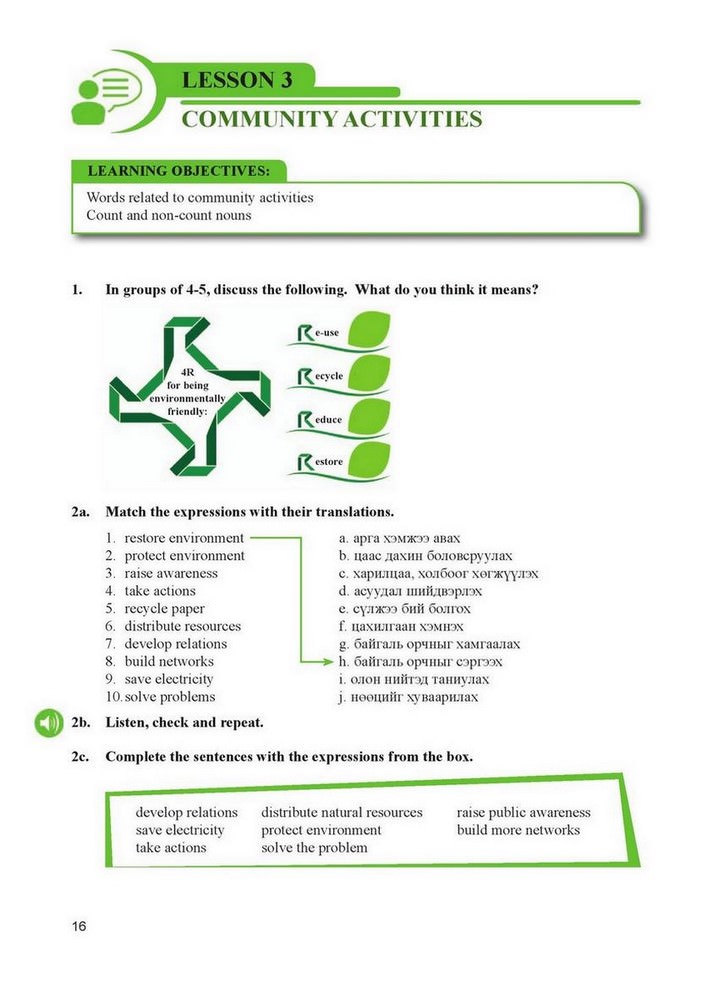 LESSON 3
COMMUNITY ACTIVITIES
LEARNING OBJECTIVES:
Words related to community activities
Count and non-count nouns
1. In groups of 4-5, discuss the following. What do you think it means?
4R
for being
environmentally
friendly:
Re-use
Recycle
Reduce
Restore
2a. Match the expressions with their translations.
1. restore environment
2. protect environment
3. raise awareness
4. take actions
5. recycle paper
6. distribute resources
7. develop relations
8. build networks
9. save electricity
10. solve problems
a. арга хэмжээ авах
b. цаас дахин боловсруулах
c. харилцаа, холбоог хөгжүүлэх
d. асуудал шийдвэрлэх
e. сүлжээ бий болгох
f. цахилгаан хэмнэх
g. байгаль орчныг хамгаалах
h. байгаль орчныг сэргээх
i. олон нийтэд таниулах
j. нөөцийг хуваарилах
2b. Listen, check and repeat.
2c. Complete the sentences with the expressions from the box.
develop relations distribute natural resources raise public awareness
save electricity protect environment build more networks
take actions solve the problem
16